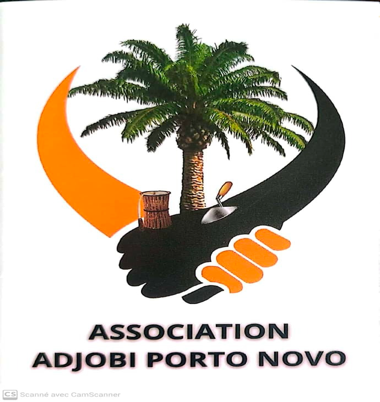 ASSOCIATION
ADJOBI PORTO NOVO
CS Scanné avec CamScanner